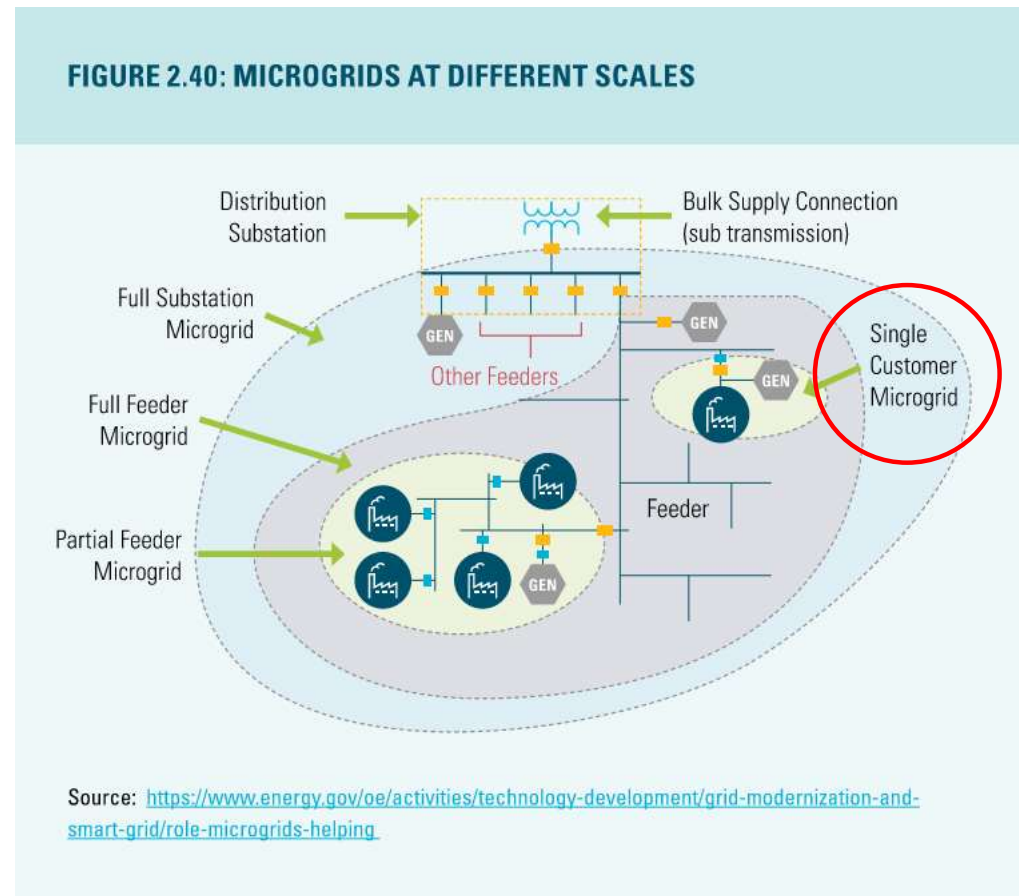 FIGURE 2.40: MICROGRIDS AT DIFFERENT SCALES
Distribution
Substation
Bulk Supply Connection
(sub transmission)
Full Substation
Microgrid
GEN
Other Feeders
GEN
Single
Customer
Microgrid
GEN
Full Feeder
Microgrid
Feeder
Partial Feeder
Microgrid
GEN
Source: https://www.energy.gov/oe/activities/technology-development/grid-modernization-and-
smart-grid/role-microgrids-helping